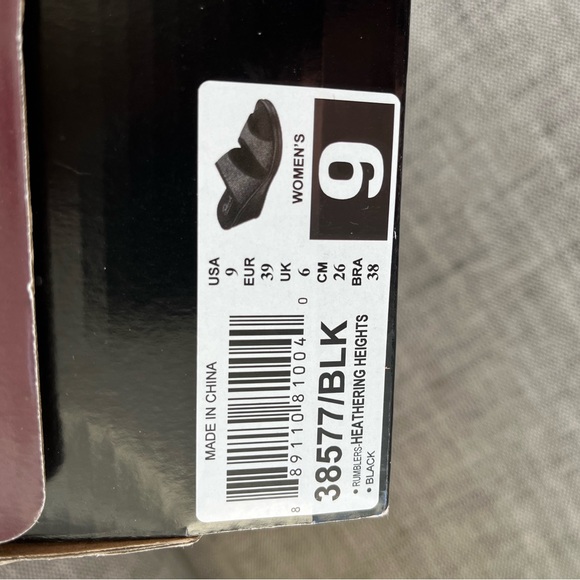 WOMEN'S
9
USA
9
EUR
39
UK
6
CM
26
BRA
38
MADE IN CHINA
8 89110 81004 0
38577/BLK
• RUMBLERS-HEATHERING HEIGHTS
• BLACK